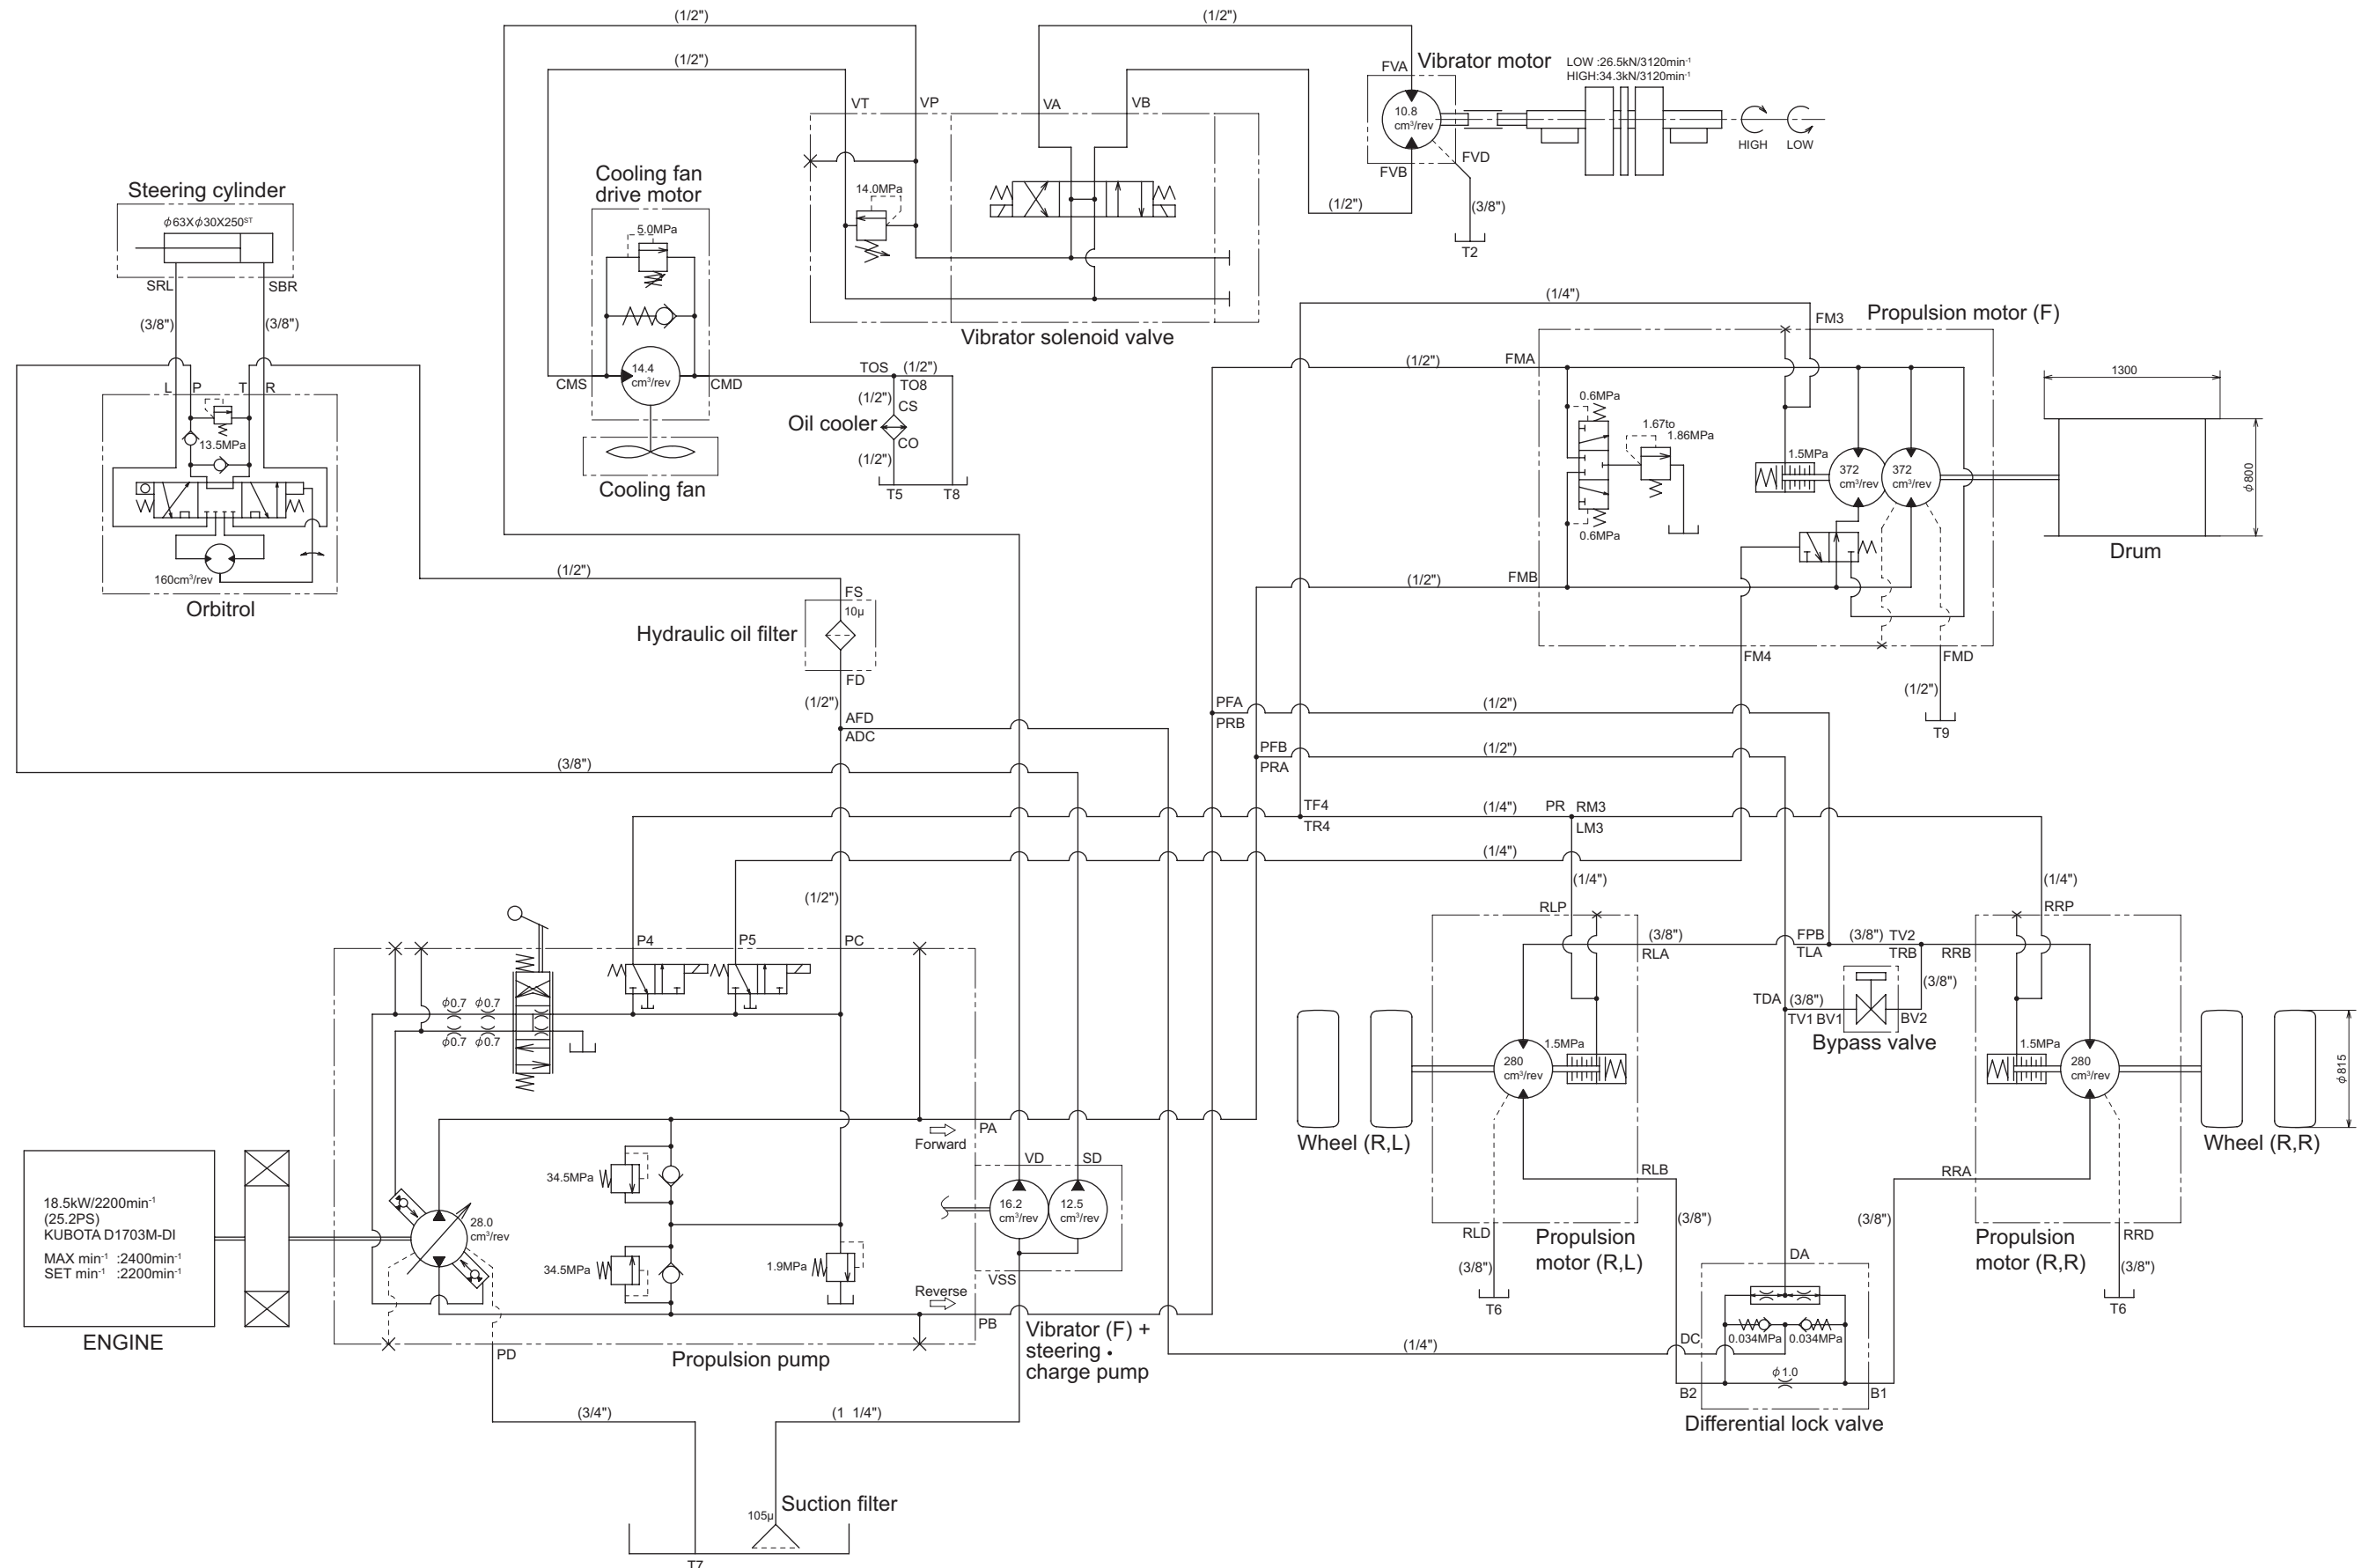 (1/2")
(1/2")
(1/2")
Vibrator motor
LOW :26.5kN/3120min⁻¹
HIGH:34.3kN/3120min⁻¹
FVA
VT
VP
VA
VB
10.8
cm³/rev
HIGH
LOW
FVD
FVB
(1/2")
(3/8")
T2
Steering cylinder
φ63Xφ30X250ST
SRL
SBR
(3/8")
(3/8")
Cooling fan
drive motor
5.0MPa
14.0MPa
Vibrator solenoid valve
14.4
cm³/rev
CMS
CMD
TOS
(1/2")
TO8
(1/2")
CS
Oil cooler
CO
(1/2")
T5
T8
Cooling fan
L
P
T
R
13.5MPa
160cm³/rev
Orbitrol
(1/4")
FM3
Propulsion motor (F)
(1/2")
FMA
0.6MPa
1.67to
1.86MPa
1.5MPa
372
cm³/rev
372
cm³/rev
0.6MPa
(1/2")
FMB
FM4
FMD
(1/2")
T9
1300
φ800
Drum
(1/2")
FS
10μ
Hydraulic oil filter
FD
(1/2")
AFD
ADC
(3/8")
PFA
PRB
(1/2")
PFB
PRA
(1/2")
TF4
TR4
(1/4")
PR
RM3
LM3
(1/4")
(1/4")
(1/4")
(1/2")
P4
P5
PC
φ0.7
φ0.7
φ0.7
φ0.7
RLP
RRP
(3/8")
RLA
FPB
TLA
(3/8")
TV2
TRB
RRB
(3/8")
TDA
(3/8")
TV1
BV1
BV2
Bypass valve
1.5MPa
280
cm³/rev
1.5MPa
280
cm³/rev
φ815
Wheel (R,L)
Wheel (R,R)
RLB
RRA
RLD
RRD
(3/8")
(3/8")
Propulsion
motor (R,L)
Propulsion
motor (R,R)
(3/8")
T6
(3/8")
T6
DA
DC
0.034MPa
0.034MPa
φ1.0
B2
B1
Differential lock valve
(1/4")
Forward
PA
VD
SD
34.5MPa
16.2
cm³/rev
12.5
cm³/rev
28.0
cm³/rev
34.5MPa
1.9MPa
VSS
Reverse
PB
Vibrator (F) +
steering •
charge pump
18.5kW/2200min⁻¹
(25.2PS)
KUBOTA D1703M-DI
MAX min⁻¹ :2400min⁻¹
SET min⁻¹ :2200min⁻¹
ENGINE
PD
Propulsion pump
(3/4")
(1 1/4")
Suction filter
105μ
T7